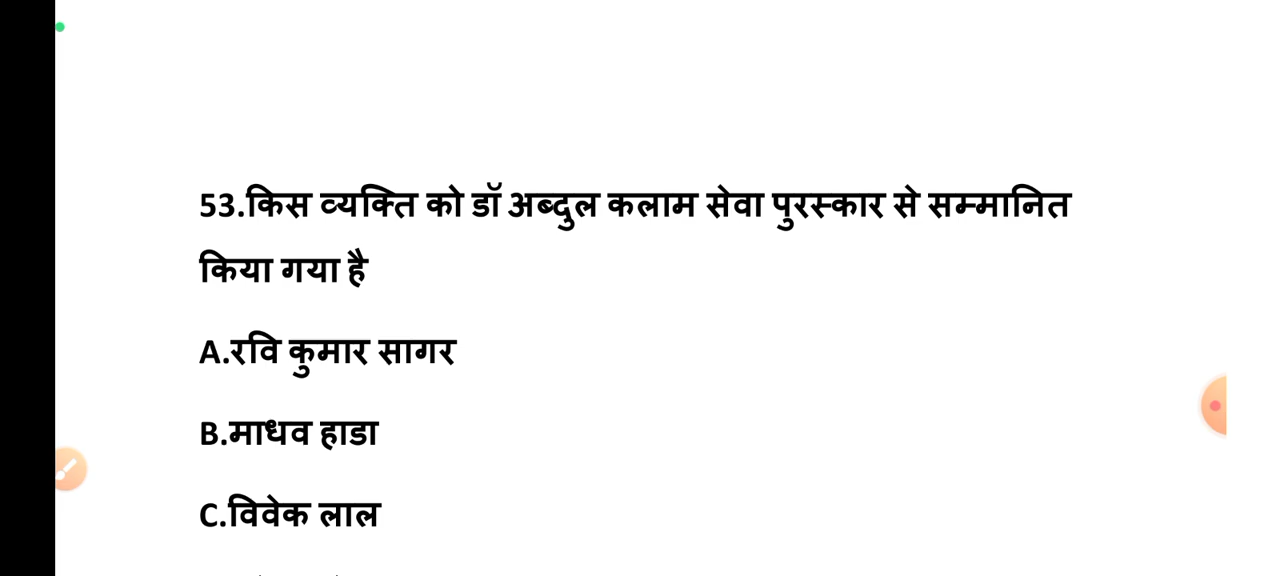 53.किस व्यक्ति को डॉ अब्दुल कलाम सेवा पुरस्कार से सम्मानित
किया गया है
A.रवि कुमार सागर
B.माधव हाडा
C.विवेक लाल